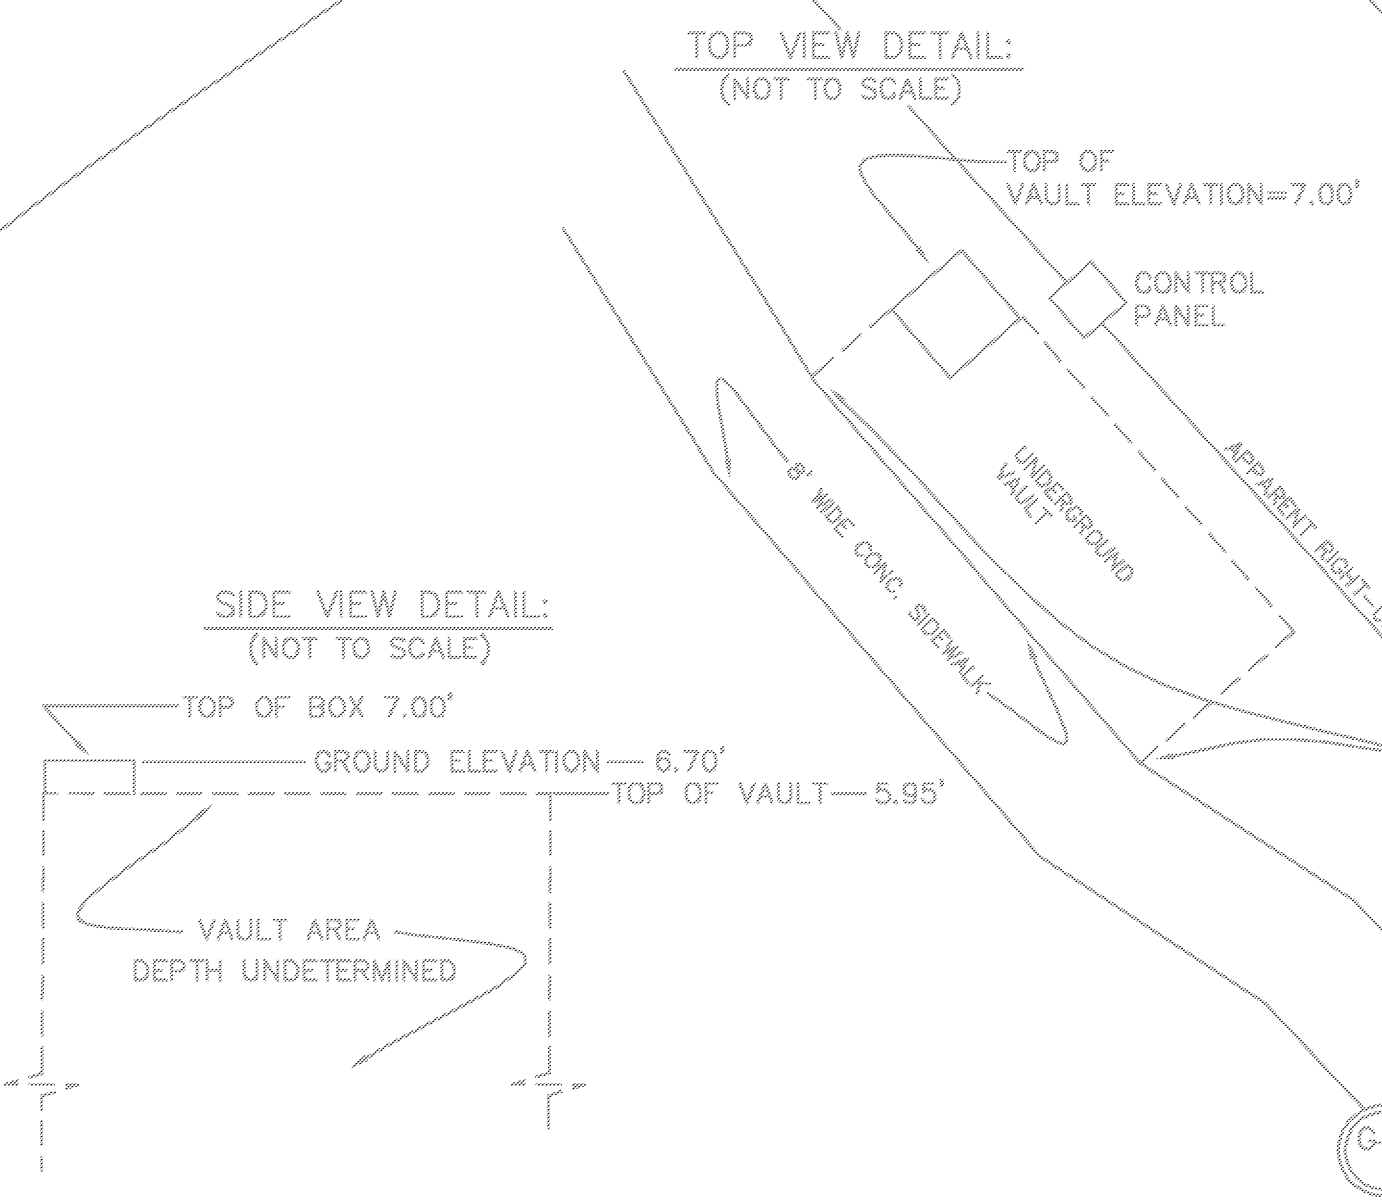 TOP VIEW DETAIL:
(NOT TO SCALE)
TOP OF
VAULT ELEVATION=7.00'
CONTROL
PANEL
UNDERGROUND
VAULT
APPARENT RIGHT-
8' WIDE CONC. SIDEWALK
SIDE VIEW DETAIL:
(NOT TO SCALE)
TOP OF BOX 7.00'
GROUND ELEVATION— 6.70'
TOP OF VAULT— 5.95'
VAULT AREA
DEPTH UNDETERMINED
G